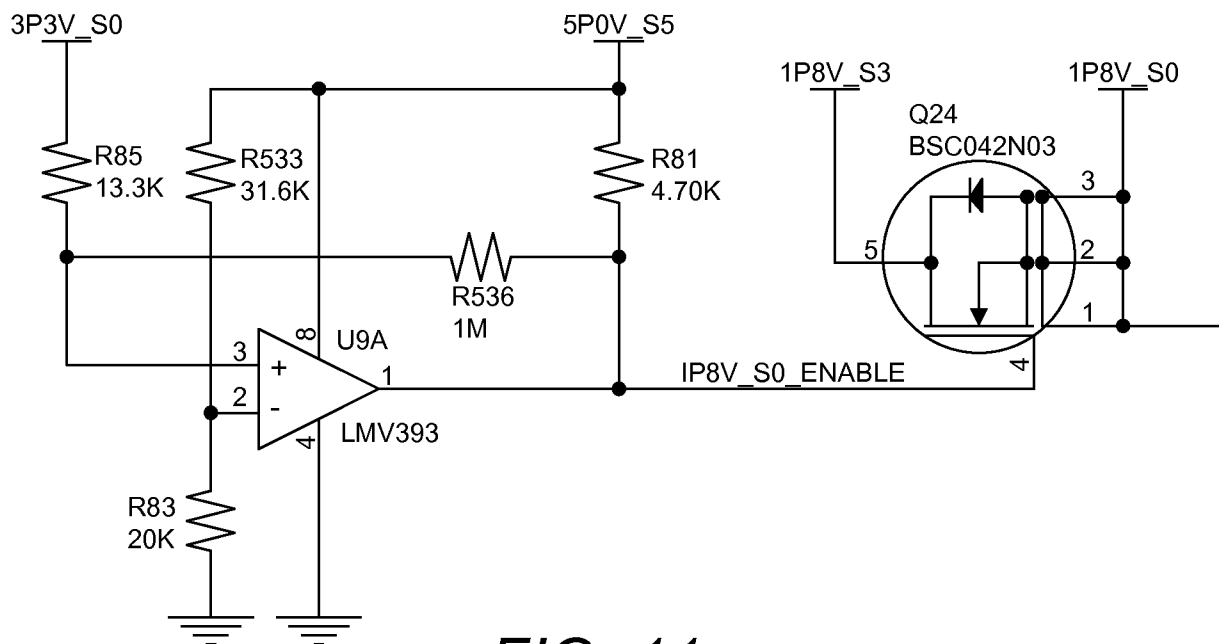 3P3V_S0
5P0V_S5
1P8V_S3
1P8V_S0
Q24
BSC042N03
R85
13.3K
R533
31.6K
R81
4.70K
3
5
2
R536
1M
1
8
U9A
3
+
4
1
IP8V_S0_ENABLE
2
-
LMV393
4
R83
20K